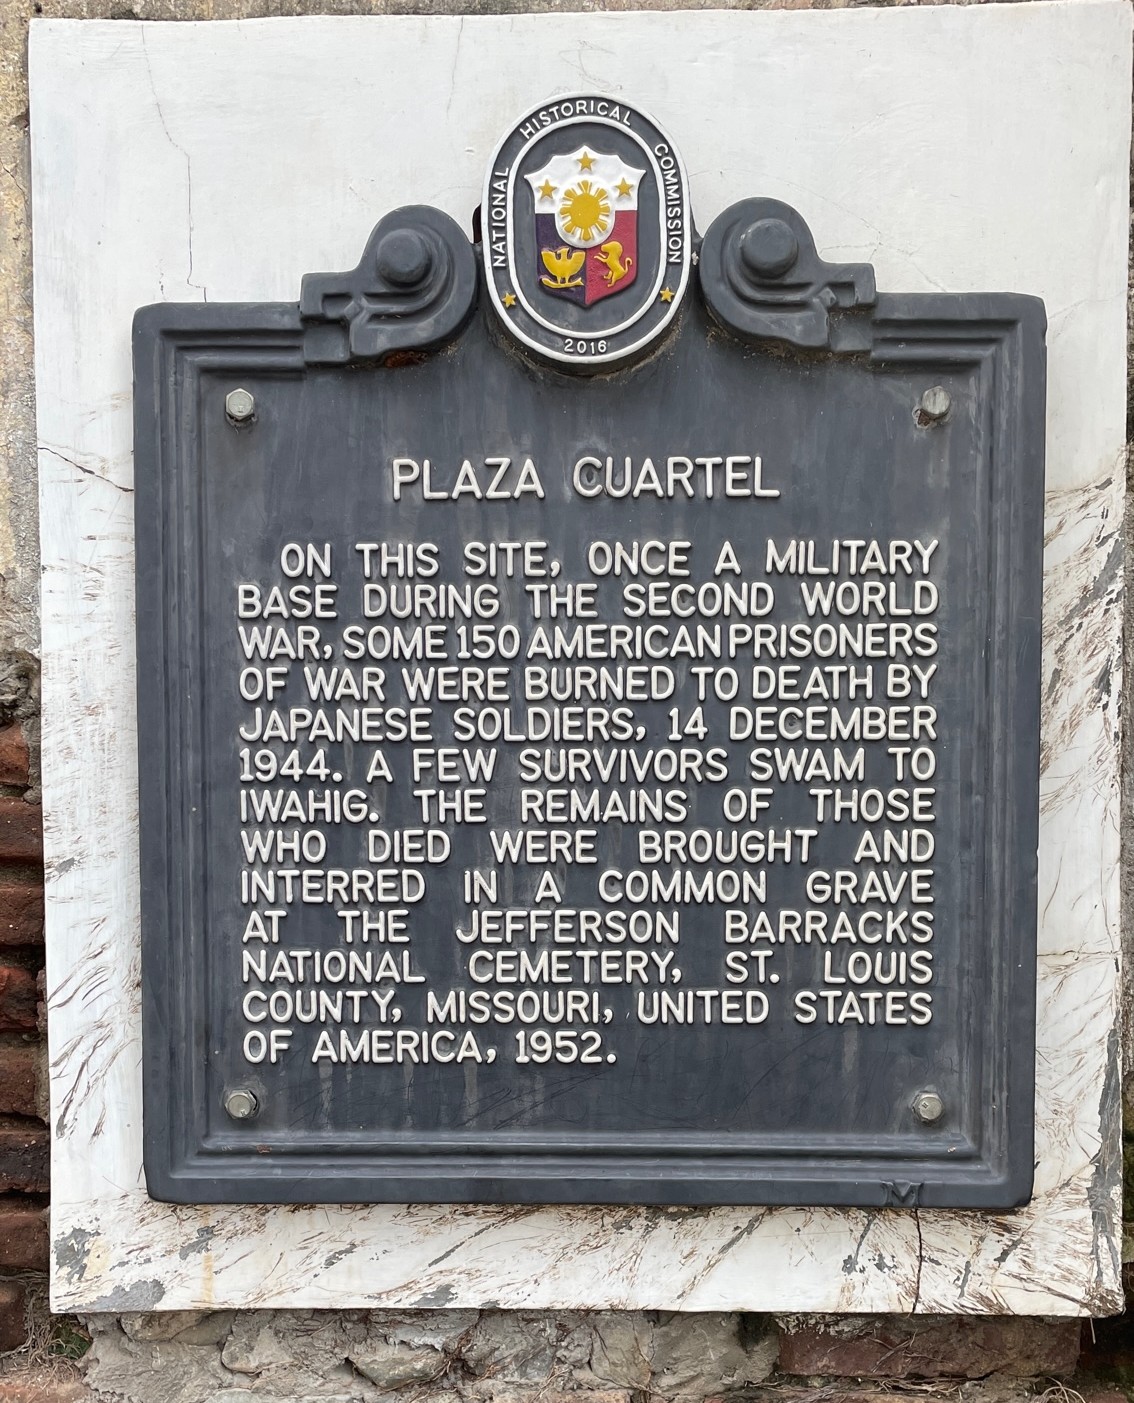 NATIONAL HISTORICAL COMMISSION
2016
PLAZA CUARTEL
ON THIS SITE, ONCE A MILITARY
BASE DURING THE SECOND WORLD
WAR, SOME 150 AMERICAN PRISONERS
OF WAR WERE BURNED TO DEATH BY
JAPANESE SOLDIERS, 14 DECEMBER
1944. A FEW SURVIVORS SWAM TO
IWAHIG. THE REMAINS OF THOSE
WHO DIED WERE BROUGHT AND
INTERRED IN A COMMON GRAVE
AT THE JEFFERSON BARRACKS
NATIONAL CEMETERY, ST. LOUIS
COUNTY, MISSOURI, UNITED STATES
OF AMERICA, 1952.